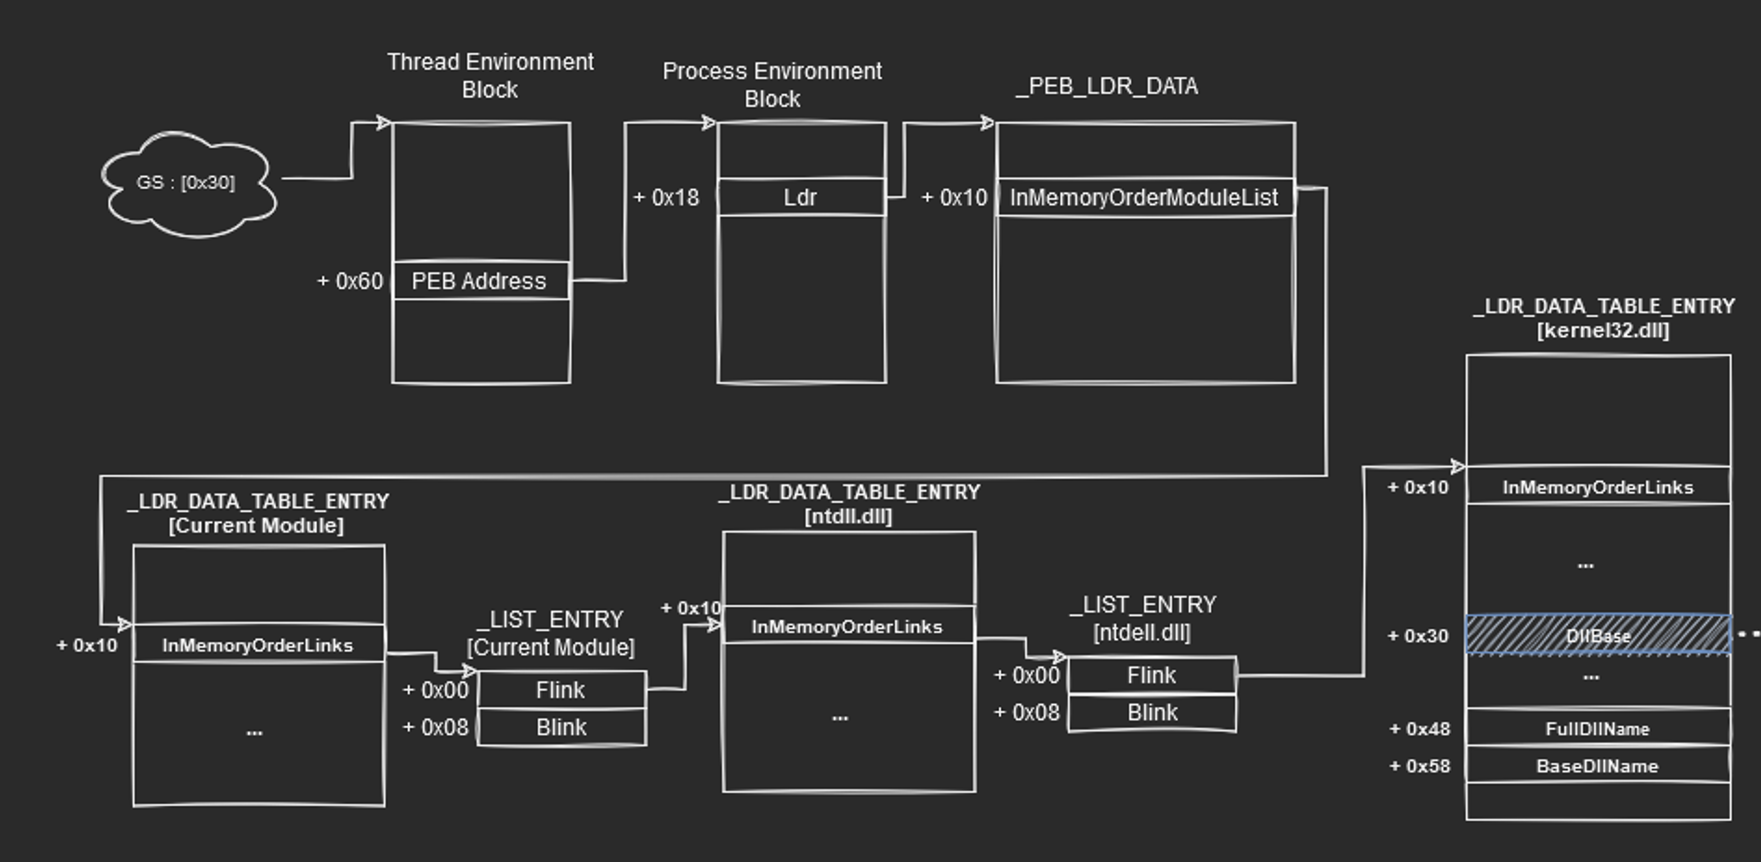 Thread Environment
Block
Process Environment
Block
_PEB_LDR_DATA
GS : [0x30]
+ 0x18
Ldr
+ 0x10
InMemoryOrderModuleList
+ 0x60
PEB Address
_LDR_DATA_TABLE_ENTRY
[kernel32.dll]
+ 0x10
InMemoryOrderLinks
...
+ 0x30
DllBase
...
+ 0x48
FullDllName
+ 0x58
BaseDllName
_LDR_DATA_TABLE_ENTRY
[Current Module]
+ 0x10
InMemoryOrderLinks
...
_LIST_ENTRY
[Current Module]
+ 0x00
Flink
+ 0x08
Blink
_LDR_DATA_TABLE_ENTRY
[ntdll.dll]
+ 0x10
InMemoryOrderLinks
...
_LIST_ENTRY
[ntdell.dll]
+ 0x00
Flink
+ 0x08
Blink